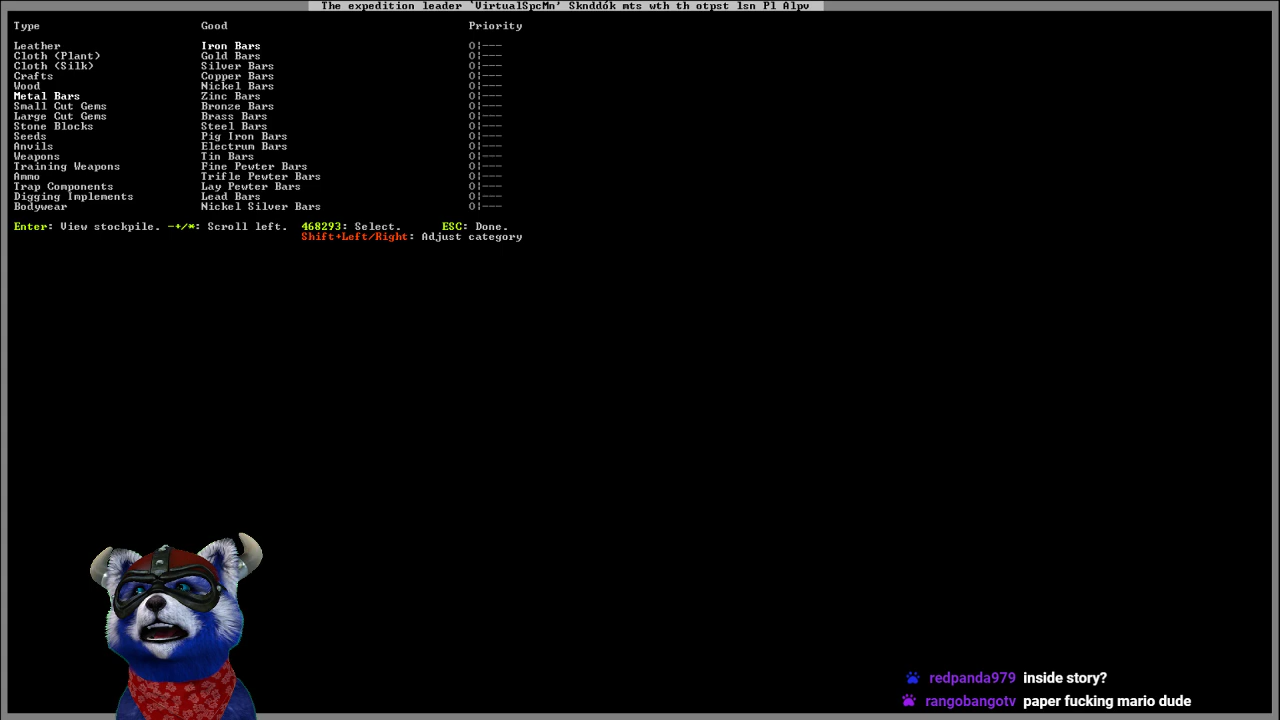 The expedition leader `VirtualSpcMn' Sknddók mts wth th otpst lsn Pl Alpv
Type Good Priority
Leather Iron Bars 0|---
Cloth (Plant) Gold Bars 0|---
Cloth (Silk) Silver Bars 0|---
Crafts Copper Bars 0|---
Wood Nickel Bars 0|---
Metal Bars Zinc Bars 0|---
Small Cut Gems Bronze Bars 0|---
Large Cut Gems Brass Bars 0|---
Stone Blocks Steel Bars 0|---
Seeds Pig Iron Bars 0|---
Anvils Electrum Bars 0|---
Weapons Tin Bars 0|---
Training Weapons Fine Pewter Bars 0|---
Ammo Trifle Pewter Bars 0|---
Trap Components Lay Pewter Bars 0|---
Digging Implements Lead Bars 0|---
Bodywear Nickel Silver Bars 0|---
Enter: View stockpile. -+/*: Scroll left. 468293: Select. ESC: Done.
Shift+Left/Right: Adjust category
redpanda979 inside story?
rangobangotv paper fucking mario dude